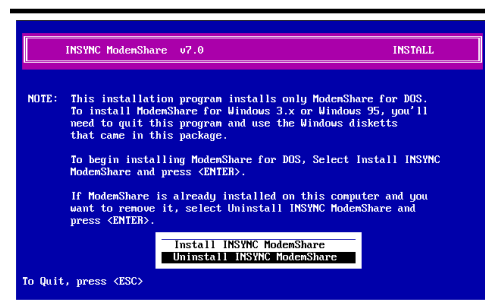 INSYNC ModemShare v7.0 INSTALL
NOTE: This installation program installs only ModemShare for DOS.
To install ModemShare for Windows 3.x or Windows 95, you'll
need to quit this program and use the Windows disketts
that came in this package.
To begin installing ModemShare for DOS, Select Install INSYNC
ModemShare and press <ENTER>.
If ModemShare is already installed on this computer and you
want to remove it, select Uninstall INSYNC ModemShare and
press <ENTER>.
Install INSYNC ModemShare
Uninstall INSYNC ModemShare
To Quit, press <ESC>